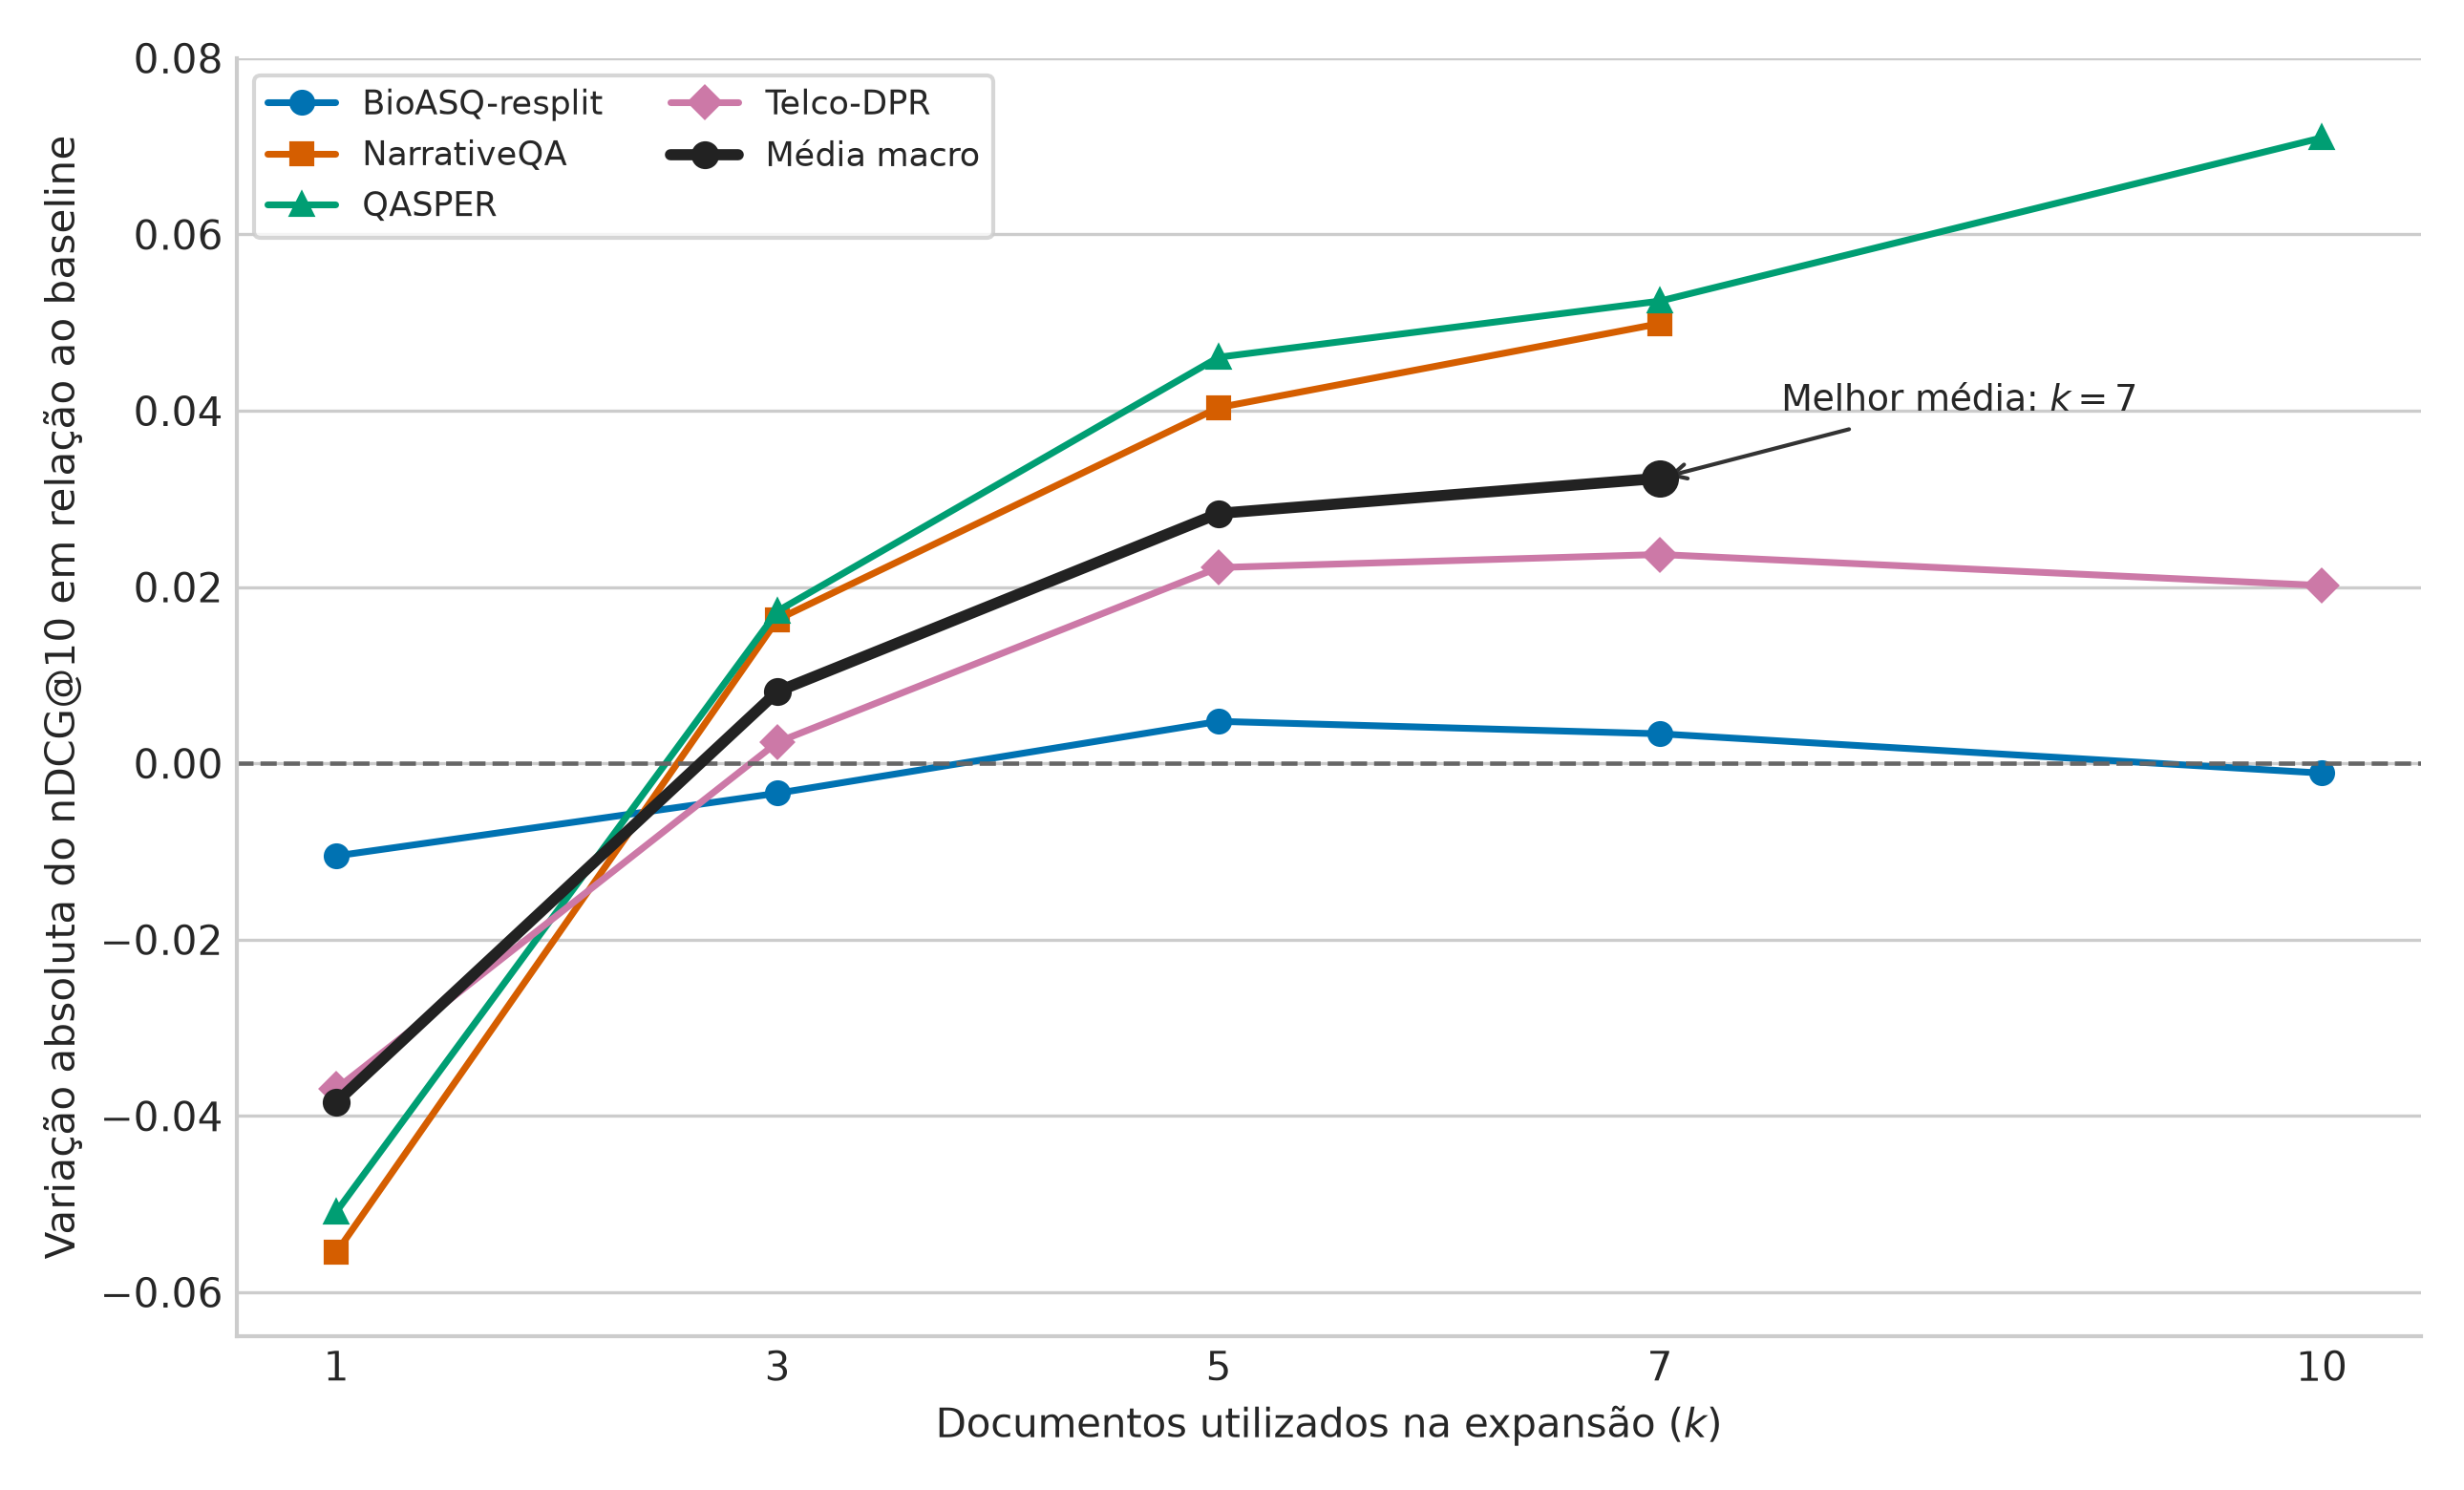 Variação absoluta do nDCG@10 em relação ao baseline
0.08
0.06
0.04
0.02
0.00
−0.02
−0.04
−0.06
BioASQ-resplit
NarrativeQA
QASPER
Telco-DPR
Média macro
Melhor média: k = 7
1 3 5 7 10
Documentos utilizados na expansão (k)